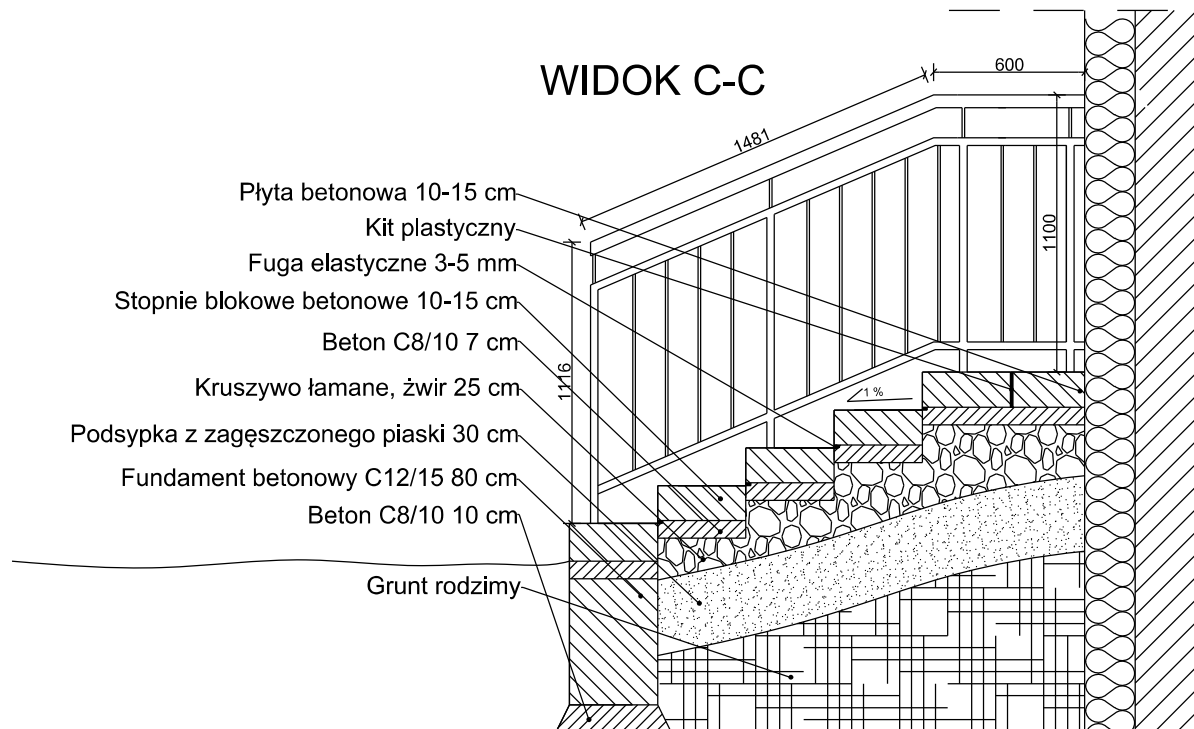 WIDOK C-C
600
1481
1100
1116
Płyta betonowa 10-15 cm
Kit plastyczny
Fuga elastyczne 3-5 mm
Stopnie blokowe betonowe 10-15 cm
Beton C8/10 7 cm
1 %
Kruszywo łamane, żwir 25 cm
Podsypka z zagęszczonego piaski 30 cm
Fundament betonowy C12/15 80 cm
Beton C8/10 10 cm
Grunt rodzimy